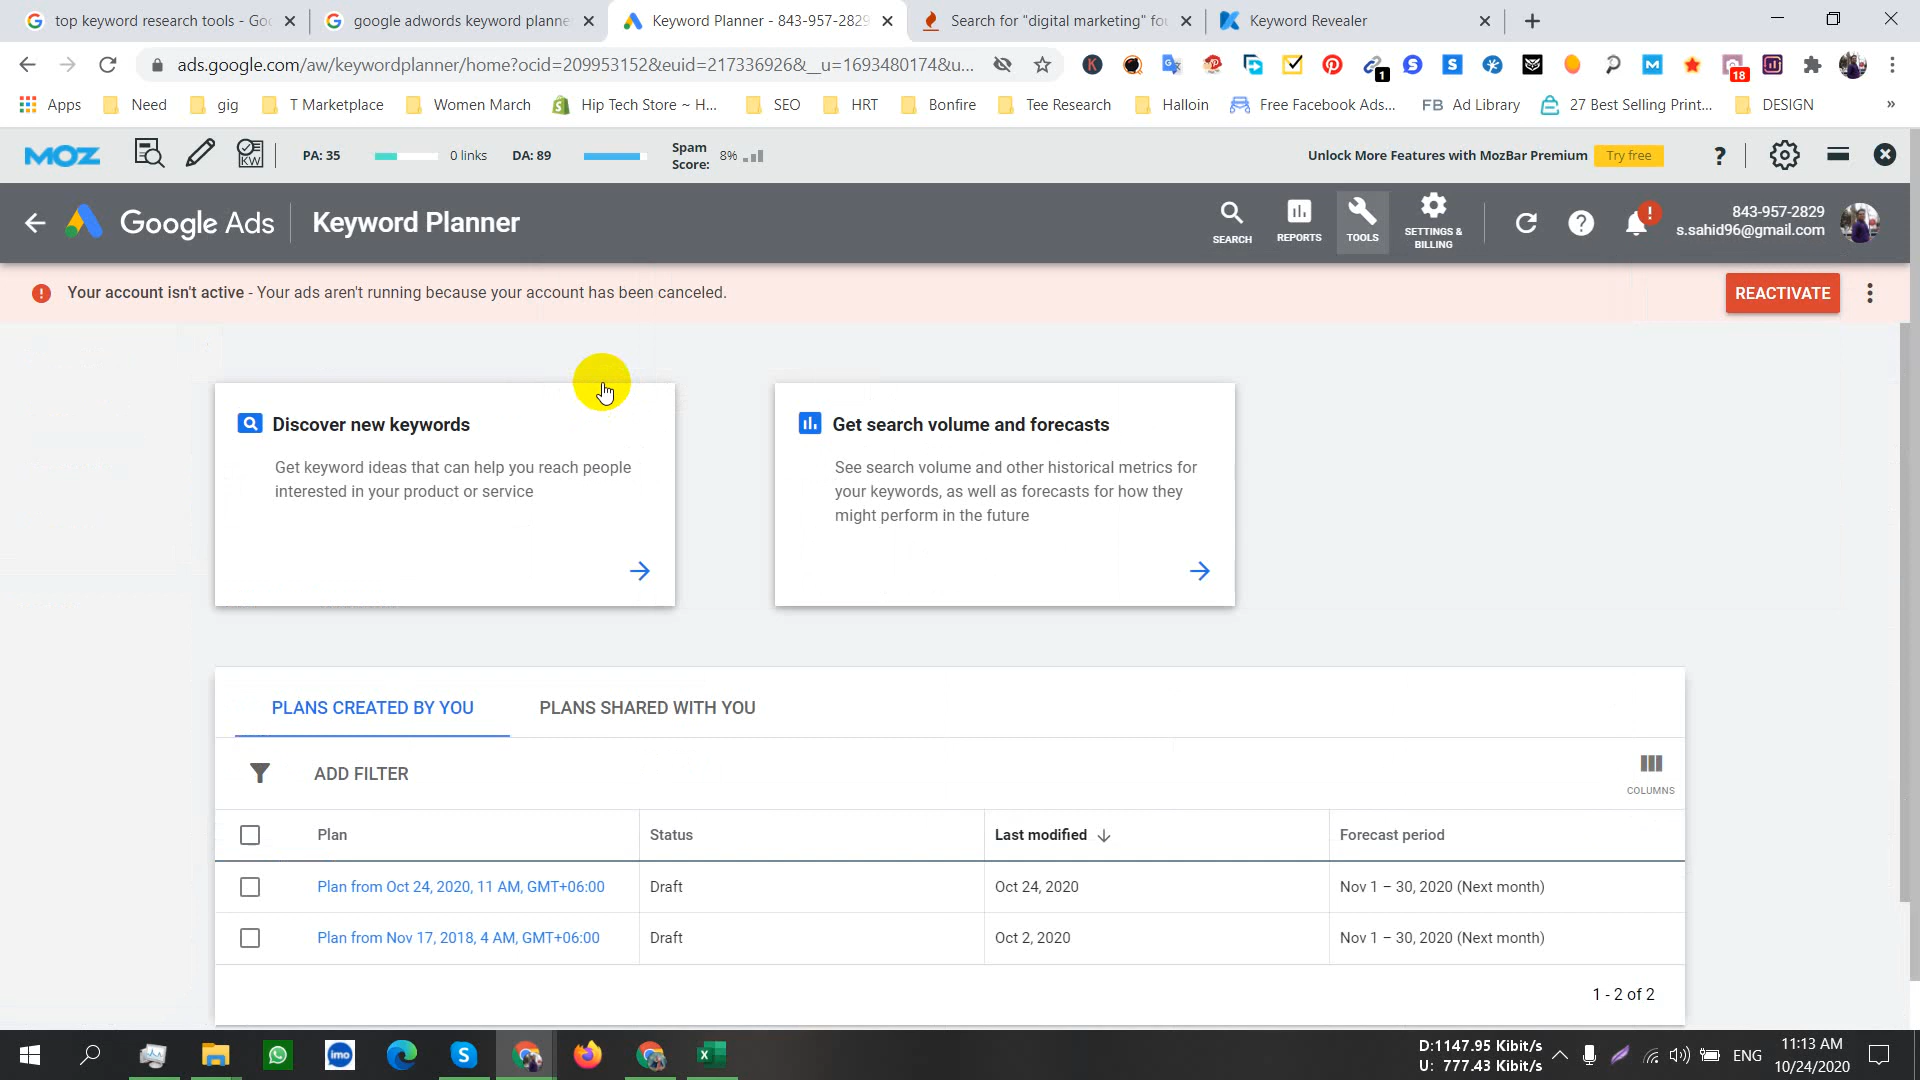 top keyword research tools - Goo
google adwords keyword planne
Keyword Planner - 843-957-2829
Search for "digital marketing" fou
Keyword Revealer
ads.google.com/aw/keywordplanner/home?ocid=209953152&euid=217336926&__u=1693480174&u...
1
18
Apps
Need
gig
T Marketplace
Women March
Hip Tech Store ~ H...
SEO
HRT
Bonfire
Tee Research
Halloin
Free Facebook Ads...
FB Ad Library
27 Best Selling Print...
DESIGN
»
MOZ
KW
PA: 35
0 links
DA: 89
Spam
Score:
8%
Unlock More Features with MozBar Premium
Try free
?
Google Ads
Keyword Planner
SEARCH
REPORTS
TOOLS
SETTINGS &
BILLING
843-957-2829
s.sahid96@gmail.com
Your account isn't active - Your ads aren't running because your account has been canceled.
REACTIVATE
Discover new keywords
Get keyword ideas that can help you reach people
interested in your product or service
Get search volume and forecasts
See search volume and other historical metrics for
your keywords, as well as forecasts for how they
might perform in the future
PLANS CREATED BY YOU
PLANS SHARED WITH YOU
ADD FILTER
COLUMNS
Plan
Status
Last modified
Forecast period
Plan from Oct 24, 2020, 11 AM, GMT+06:00
Draft
Oct 24, 2020
Nov 1 – 30, 2020 (Next month)
Plan from Nov 17, 2018, 4 AM, GMT+06:00
Draft
Oct 2, 2020
Nov 1 – 30, 2020 (Next month)
1 - 2 of 2
imo
D:1147.95 Kibit/s
U: 777.43 Kibit/s
ENG
11:13 AM
10/24/2020